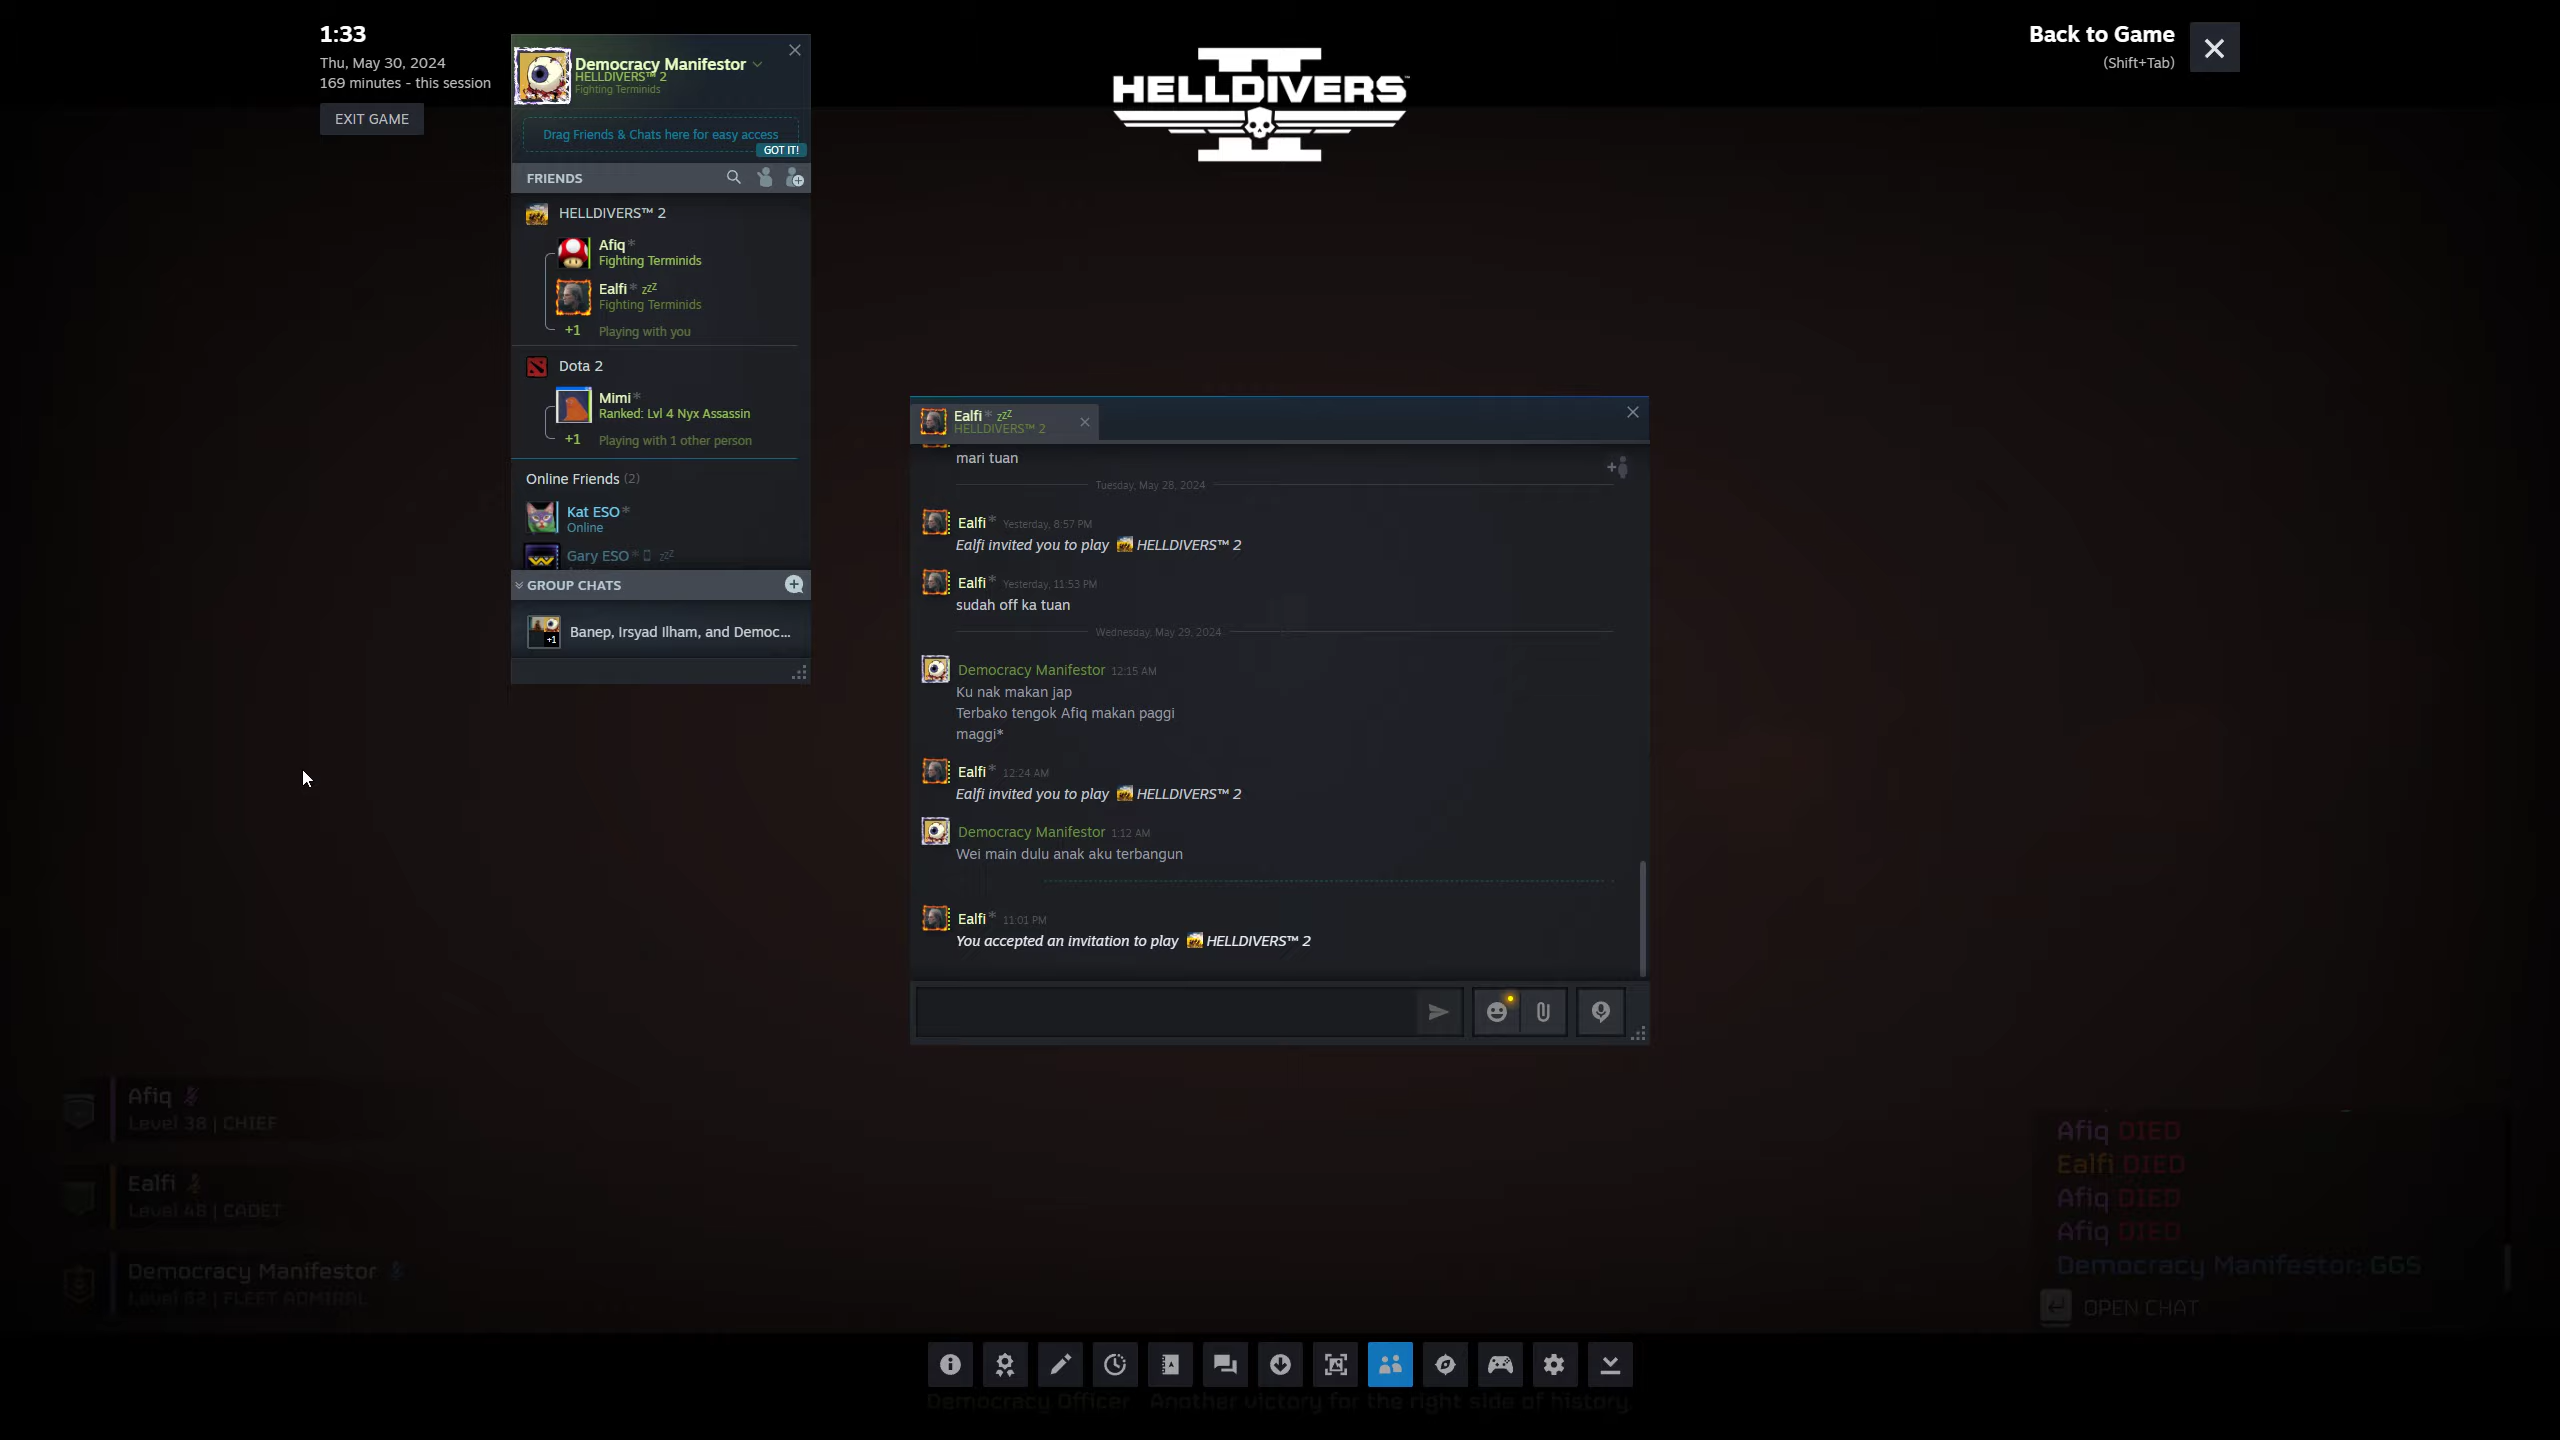 1:33
Thu, May 30, 2024
169 minutes - this session
EXIT GAME
Democracy Manifestor
HELLDIVERS™ 2
Fighting Terminids
Drag Friends & Chats here for easy access
GOT IT!
FRIENDS
HELLDIVERS™ 2
Afiq *
Fighting Terminids
Ealfi * zzZ
Fighting Terminids
+1 Playing with you
Dota 2
Mimi *
Ranked: Lvl 4 Nyx Assassin
+1 Playing with 1 other person
Online Friends (2)
Kat ESO *
Online
Gary ESO * zzZ
GROUP CHATS
+1
Banep, Irsyad Ilham, and Democ...
II
HELLDIVERS™
Back to Game
(Shift+Tab)
Ealfi * zzZ
HELLDIVERS™ 2
mari tuan
Tuesday, May 28, 2024
Ealfi * Yesterday, 8:57 PM
Ealfi invited you to play HELLDIVERS™ 2
Ealfi * Yesterday, 11:53 PM
sudah off ka tuan
Wednesday, May 29, 2024
Democracy Manifestor 12:15 AM
Ku nak makan jap
Terbako tengok Afiq makan paggi
maggi*
Ealfi * 12:24 AM
Ealfi invited you to play HELLDIVERS™ 2
Democracy Manifestor 1:12 AM
Wei main dulu anak aku terbangun
Ealfi * 11:01 PM
You accepted an invitation to play HELLDIVERS™ 2
Afiq
Level 38 | CHIEF
Ealfi
Level 48 | CADET
Democracy Manifestor
Level 62 | FLEET ADMIRAL
Afiq DIED
Ealfi DIED
Afiq DIED
Afiq DIED
Democracy Manifestor: GGS
OPEN CHAT
Democracy Officer Another victory for the right side of history.